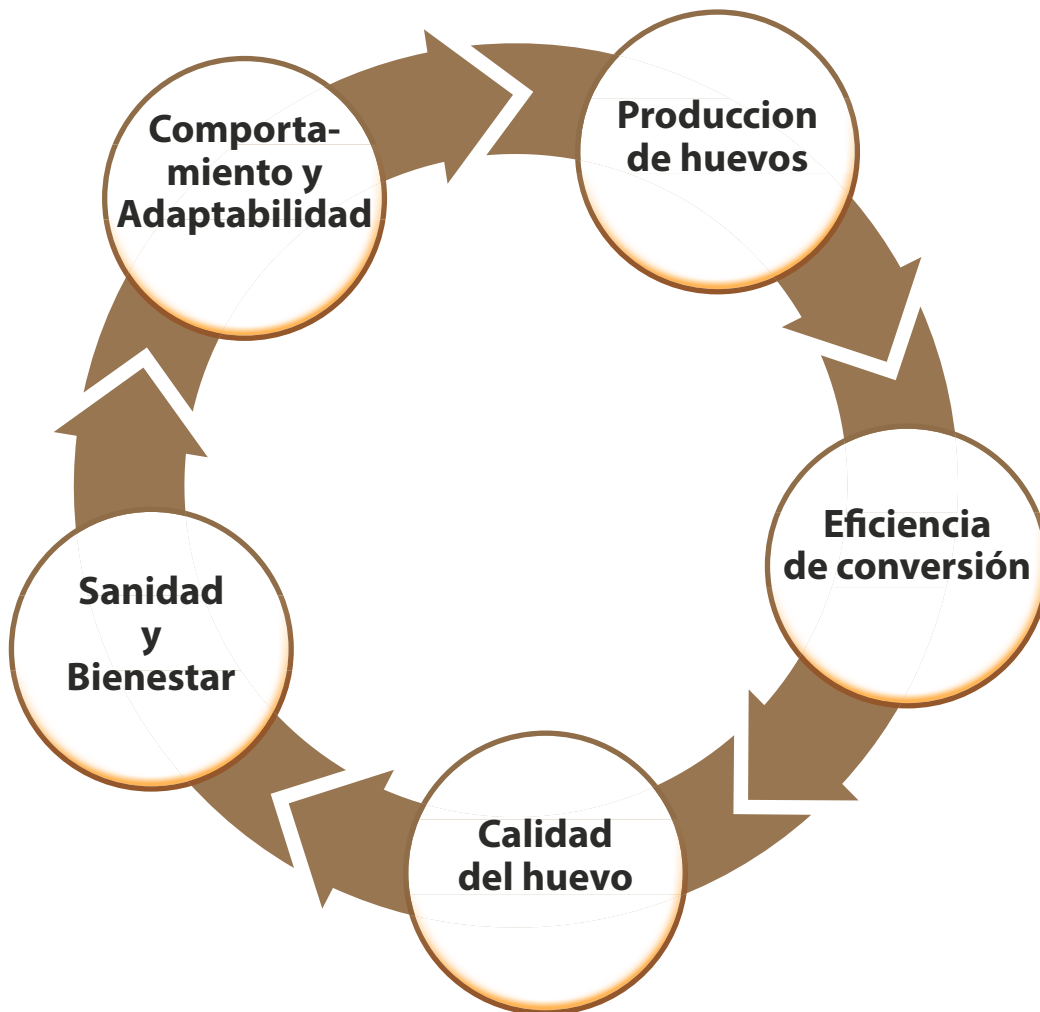 Comporta-
miento y
Adaptabilidad
Produccion
de huevos
Eficiencia
de conversión
Calidad
del huevo
Sanidad
y
Bienestar